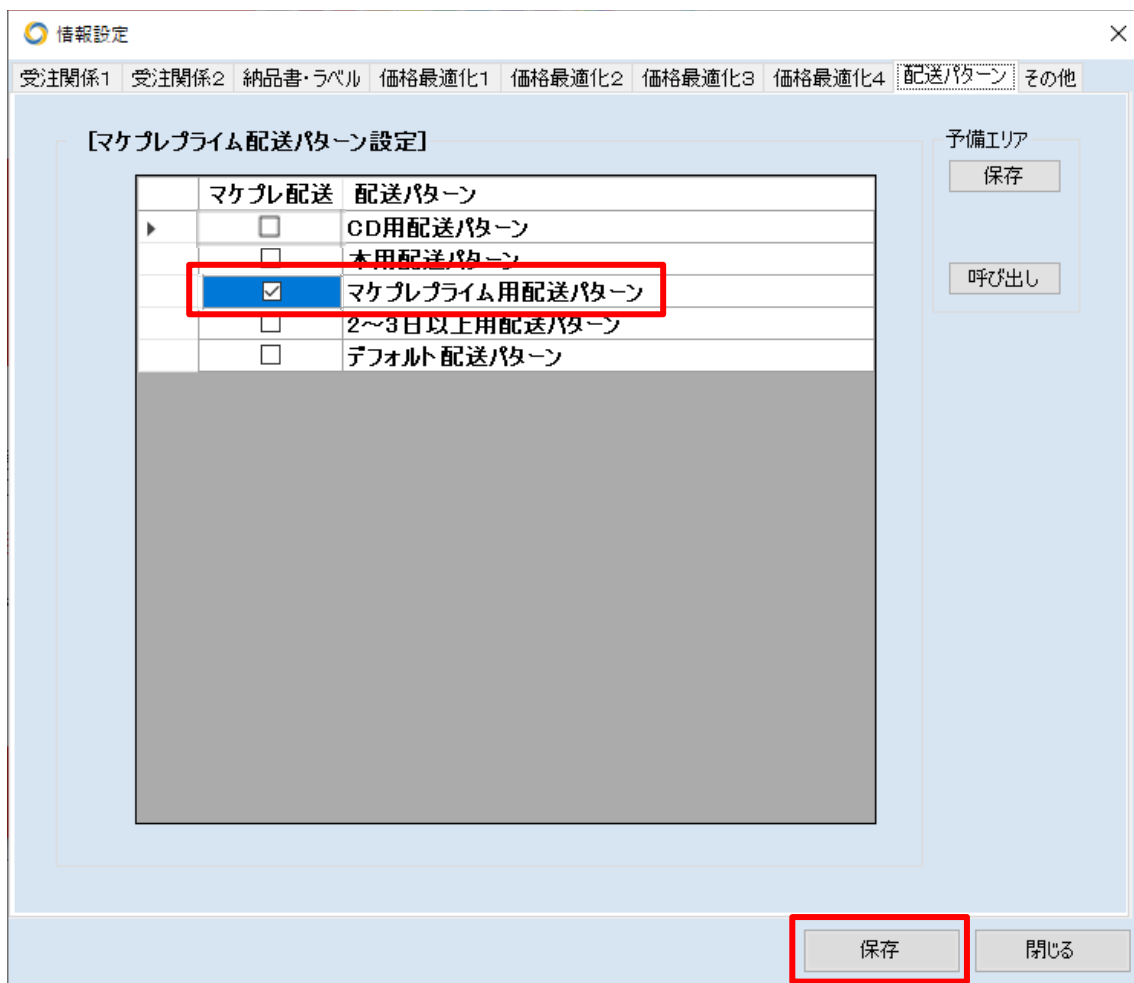 情報設定
受注関係1 受注関係2 納品書・ラベル 価格最適化1 価格最適化2 価格最適化3 価格最適化4 配送パターン その他
[マケプレプライム配送パターン設定]
予備エリア
保存
呼び出し
マケプレ配送 配送パターン
CD用配送パターン
本用配送パターン
マケプレプライム用配送パターン
2～3日以上用配送パターン
デフォルト配送パターン
保存 閉じる